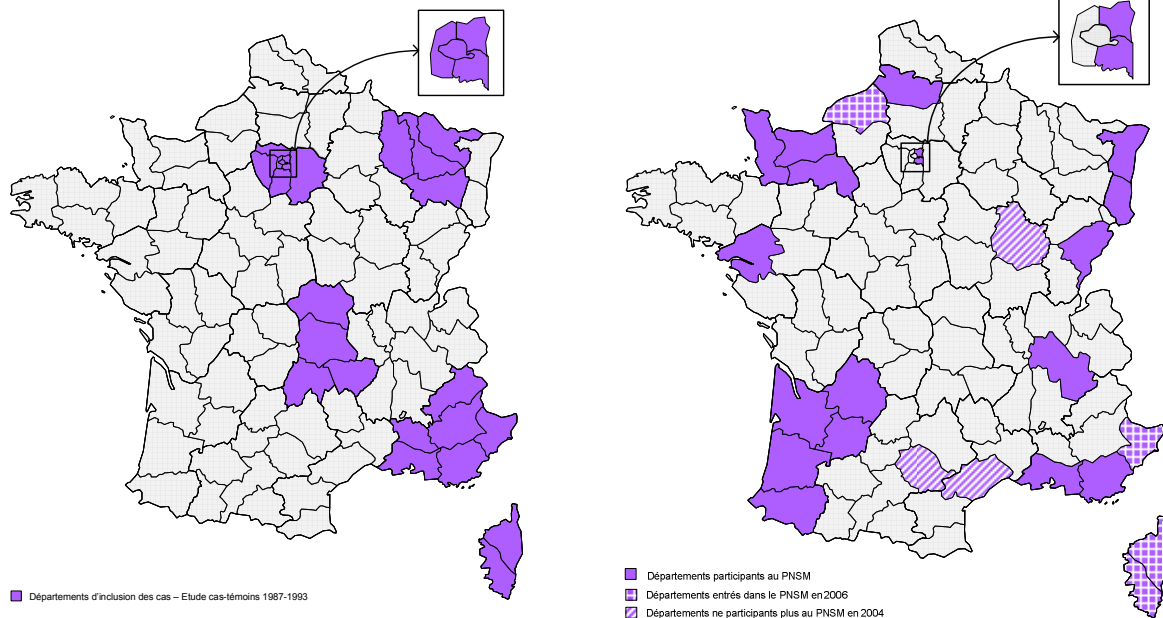 Départements d'inclusion des cas – Etude cas-témoins 1987-1993
Départements participants au PNSM
Départements entrés dans le PNSM en 2006
Départements ne participants plus au PNSM en 2004